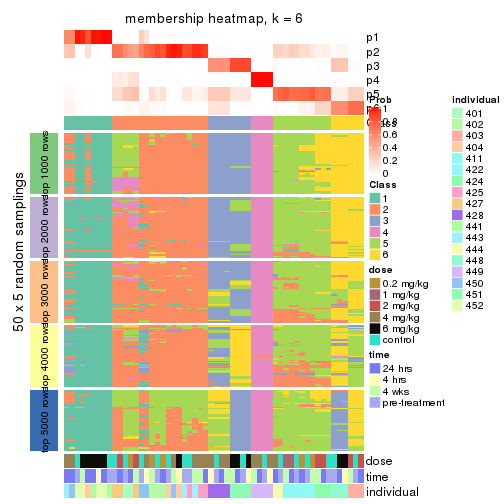 membership heatmap, k = 6
p1
p2
p3
p4
p5
50 x 5 random samplings
top 1000 rows
top 2000 rows
top 3000 rows
top 4000 rows
top 5000 rows
dose
time
individual
Prob
1
0.8
0.6
0.4
0.2
0
Class
1
2
3
4
5
6
dose
0.2 mg/kg
1 mg/kg
2 mg/kg
4 mg/kg
6 mg/kg
control
time
24 hrs
4 hrs
4 wks
pre-treatment
individual
401
402
403
404
411
422
424
425
427
428
441
443
444
448
449
450
451
452